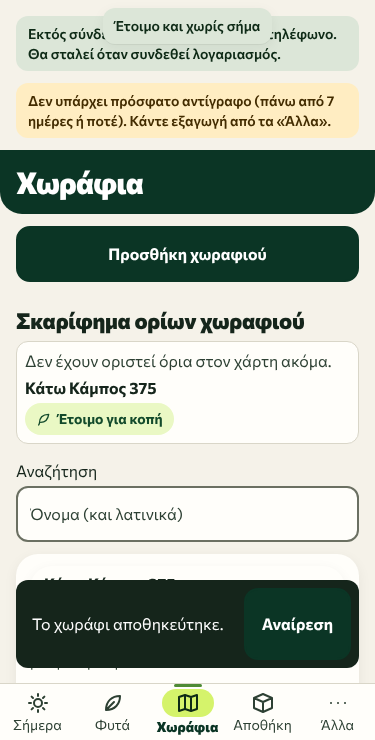 Έτοιμο και χωρίς σήμα
Εκτός σύνδε
τηλέφωνο.
Θα σταλεί όταν συνδεθεί λογαριασμός.
Δεν υπάρχει πρόσφατο αντίγραφο (πάνω από 7
ημέρες ή ποτέ). Κάντε εξαγωγή από τα «Άλλα».
Χωράφια
Προσθήκη χωραφιού
Σκαρίφημα ορίων χωραφιού
Δεν έχουν οριστεί όρια στον χάρτη ακόμα.
Κάτω Κάμπος 375
Έτοιμο για κοπή
Αναζήτηση
Όνομα (και λατινικά)
Το χωράφι αποθηκεύτηκε.
Αναίρεση
Σήμερα
Φυτά
Χωράφια
Αποθήκη
Άλλα